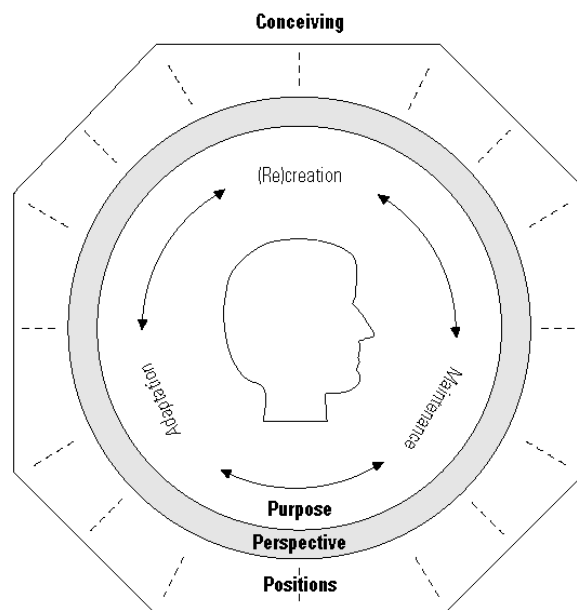 Conceiving
(Re)creation
Adaptation
Maintenance
Purpose
Perspective
Positions